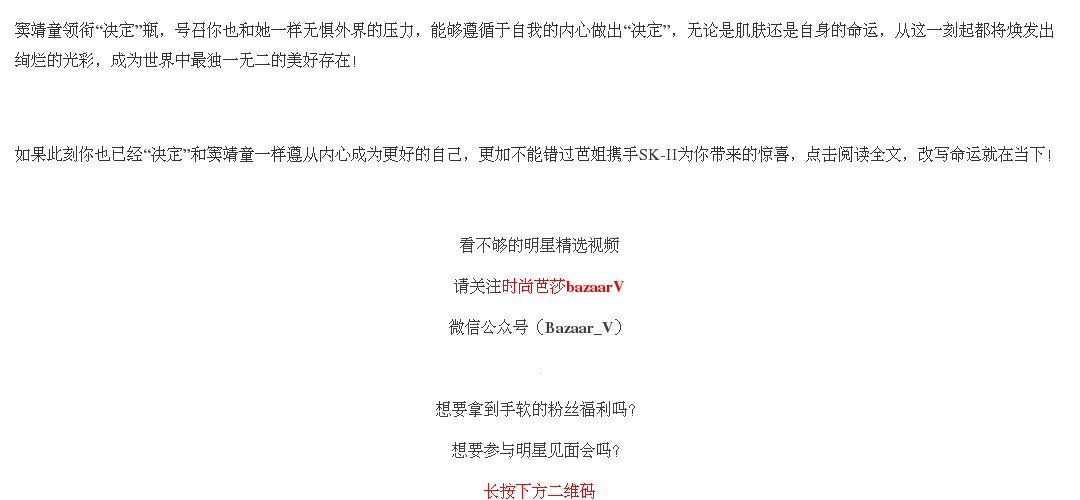 窦靖童领衔“决定”瓶，号召你也和她一样无惧外界的压力，能够遵循于自我的内心做出“决定”，无论是肌肤还是自身的命运，从这一刻起都将焕发出
绚烂的光彩，成为世界中最独一无二的美好存在！
如果此刻你也已经“决定”和窦靖童一样遵从内心成为更好的自己，更加不能错过芭姐携手SK-II为你带来的惊喜，点击阅读全文，改写命运就在当下！
看不够的明星精选视频
请关注时尚芭莎bazaarV
微信公众号（Bazaar_V）
想要拿到手软的粉丝福利吗？
想要参与明星见面会吗？
长按下方二维码